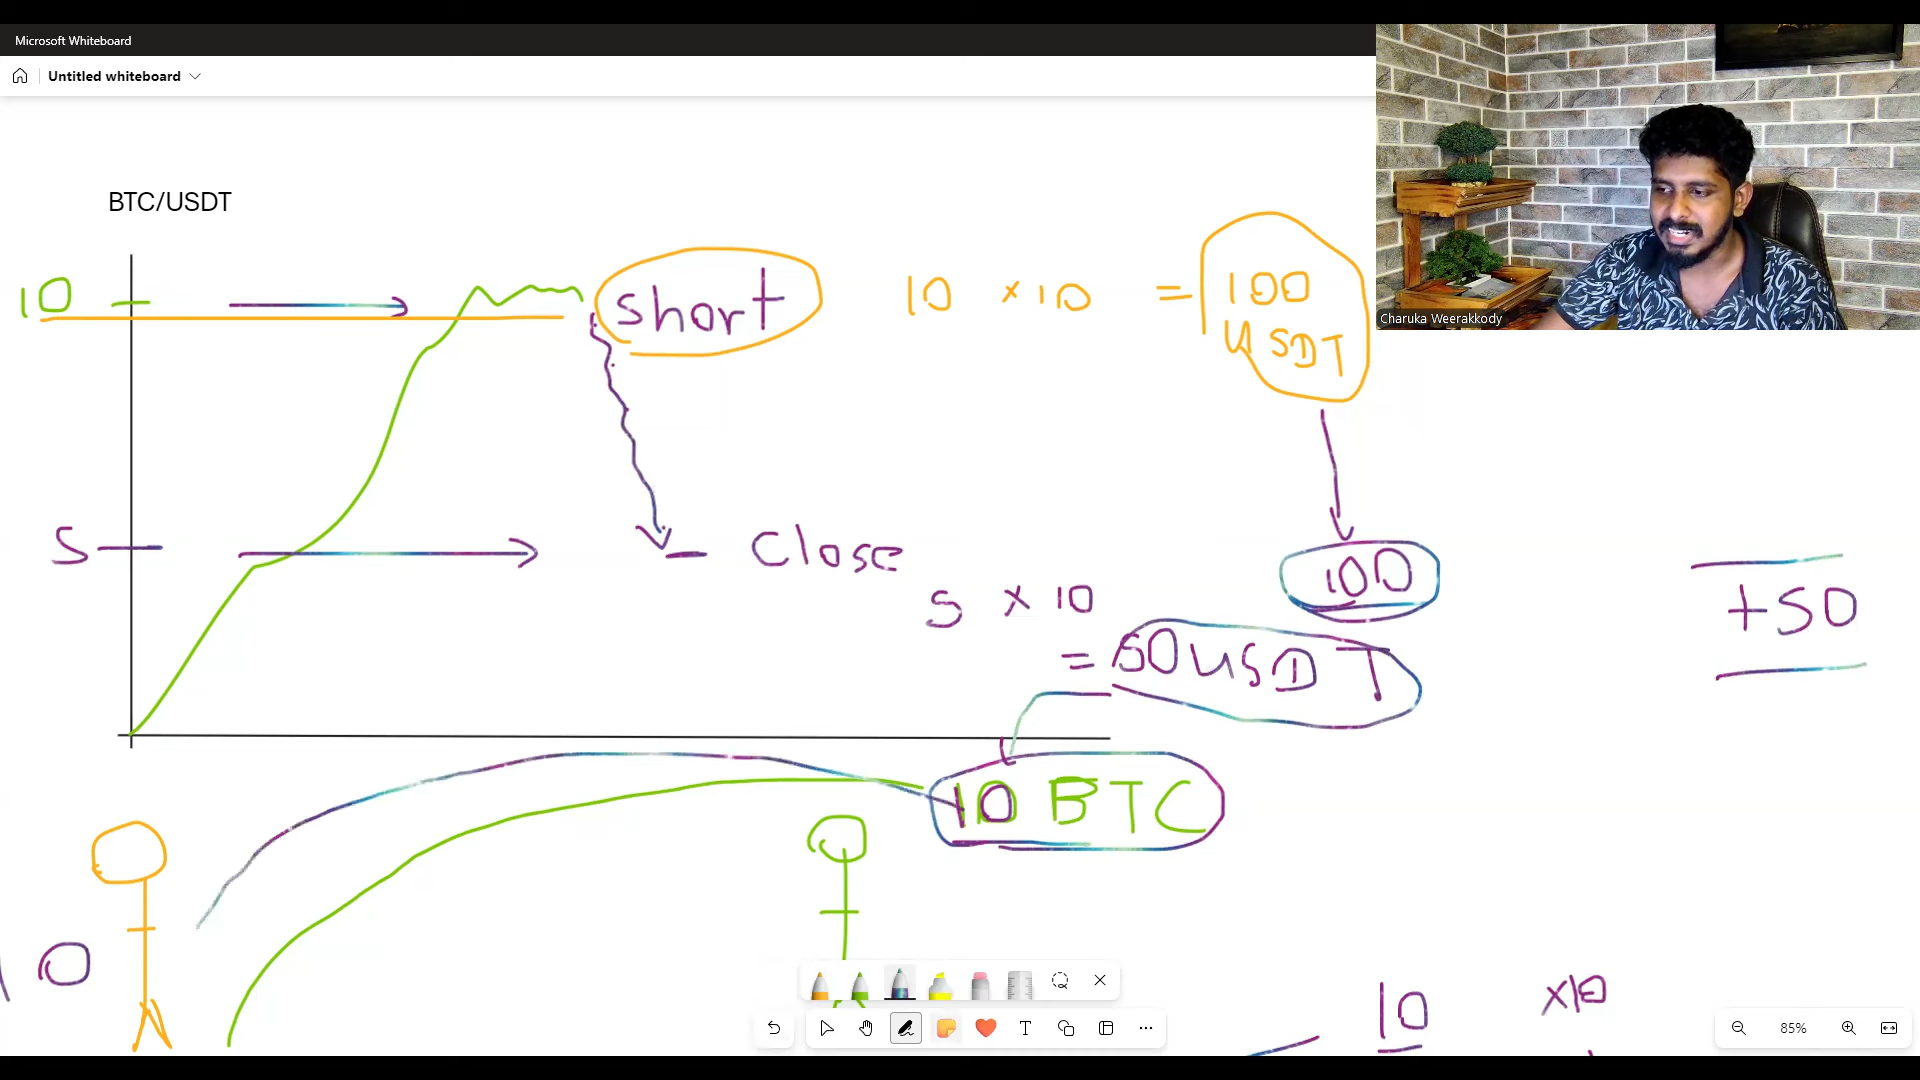 Microsoft Whiteboard
Untitled whiteboard
BTC/USDT
10
short
10 × 10 = 100 USDT
Charuka Weerakkody
5
Close
100
5 × 10
= 50 USDT
+50
10 BTC
10
10
x10
85%